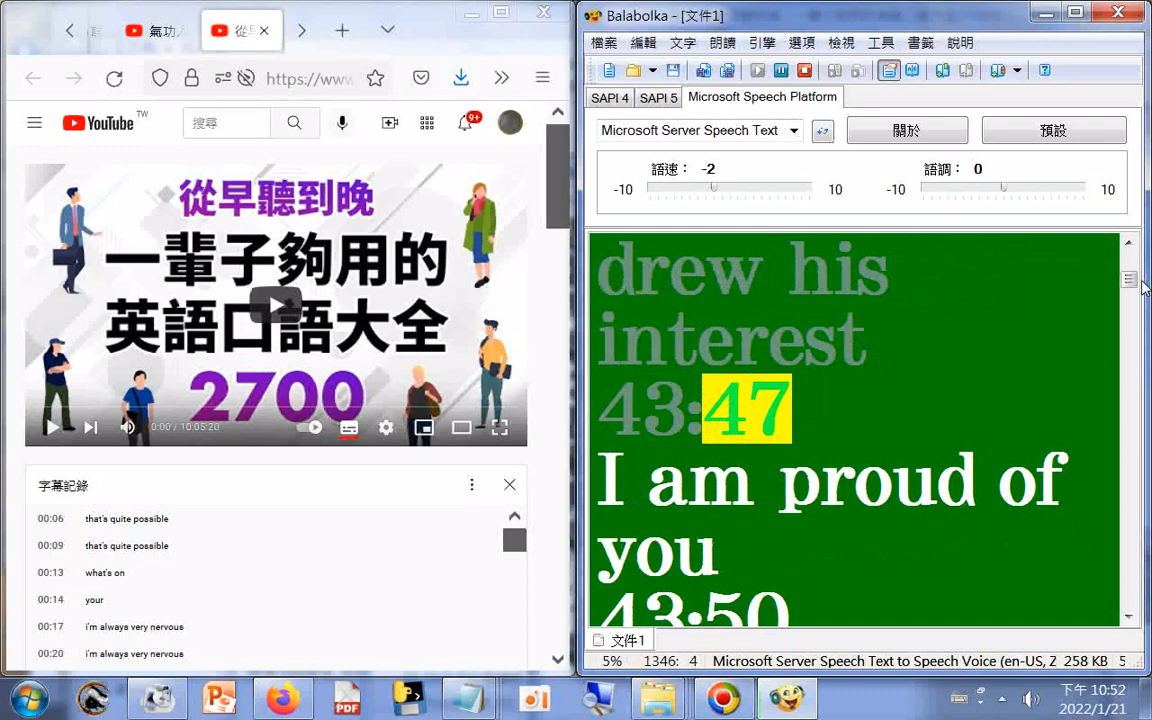 氣功人
從早
https://www
YouTube TW
搜尋
9+
從早聽到晚
一輩子夠用的
英語口語大全
2700
0:00 / 10:05:20
字幕記錄
00:06 that's quite possible
00:09 that's quite possible
00:13 what's on
00:14 your
00:17 i'm always very nervous
00:20 i'm always very nervous
Balabolka - [文件1]
檔案 編輯 文字 朗讀 引擎 選項 檢視 工具 書籤 說明
SAPI 4 SAPI 5 Microsoft Speech Platform
Microsoft Server Speech Text 關於 預設
語速： -2 語調： 0
-10 10 -10 10
drew his
interest
43:47
I am proud of
you
43:50
文件1
5% 1346: 4 Microsoft Server Speech Text to Speech Voice (en-US, Z 258 KB 5
PDF
下午 10:52
2022/1/21